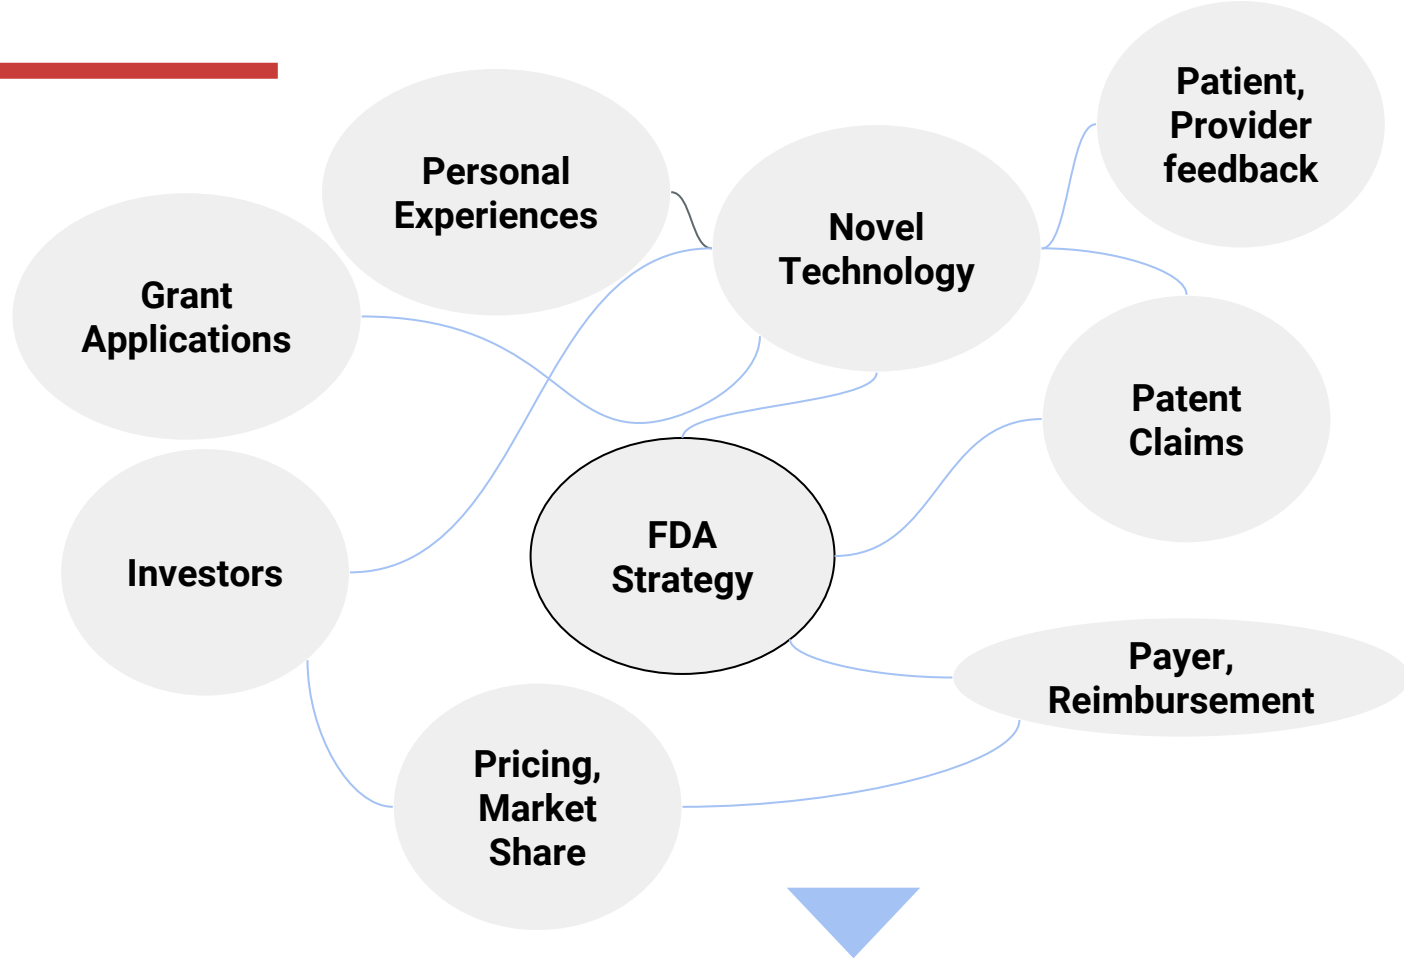 Patient,
Provider
feedback
Personal
Experiences
Novel
Technology
Grant
Applications
Patent
Claims
FDA
Strategy
Investors
Payer,
Reimbursement
Pricing,
Market
Share